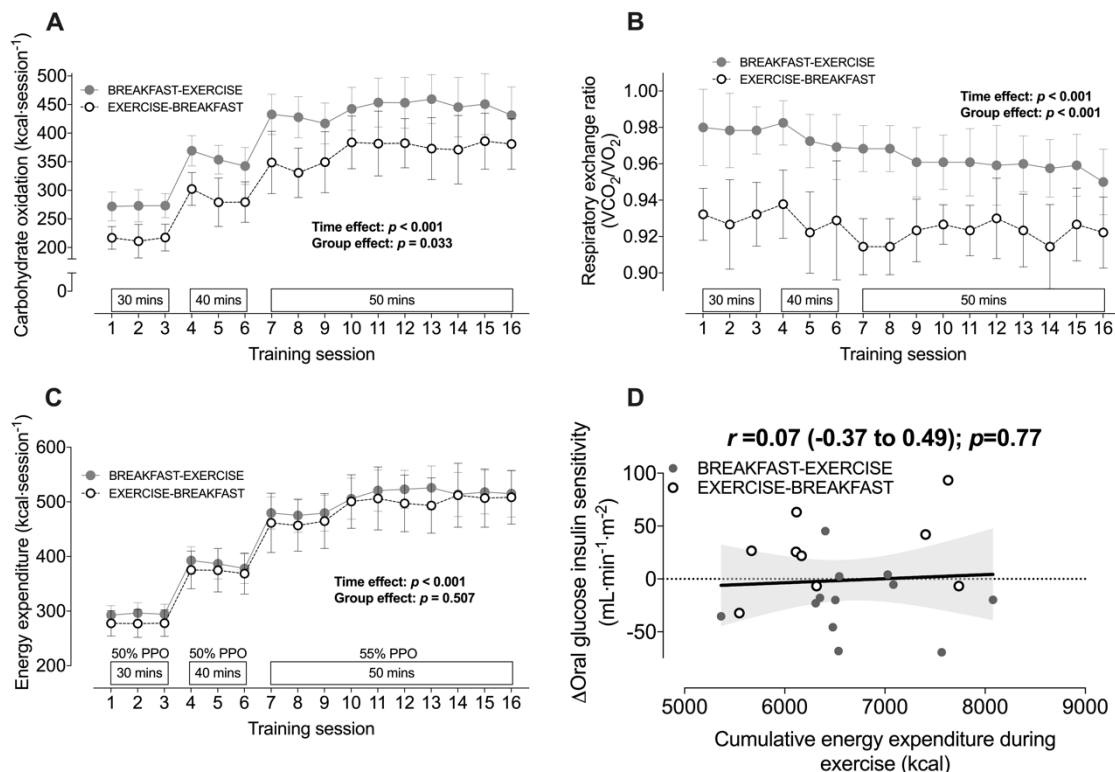 A
Carbohydrate oxidation (kcal·session⁻¹)
500
450
400
350
300
250
200
0
BREAKFAST-EXERCISE
EXERCISE-BREAKFAST
Time effect: p < 0.001
Group effect: p = 0.033
30 mins
40 mins
50 mins
1 2 3 4 5 6 7 8 9 10 11 12 13 14 15 16
Training session
B
Respiratory exchange ratio
(VCO₂/VO₂)
1.00
0.98
0.96
0.94
0.92
0.90
BREAKFAST-EXERCISE
EXERCISE-BREAKFAST
Time effect: p < 0.001
Group effect: p < 0.001
30 mins
40 mins
50 mins
1 2 3 4 5 6 7 8 9 10 11 12 13 14 15 16
Training session
C
Energy expenditure (kcal·session⁻¹)
600
500
400
300
200
BREAKFAST-EXERCISE
EXERCISE-BREAKFAST
Time effect: p < 0.001
Group effect: p = 0.507
50% PPO
50% PPO
55% PPO
30 mins
40 mins
50 mins
1 2 3 4 5 6 7 8 9 10 11 12 13 14 15 16
Training session
D
r =0.07 (-0.37 to 0.49); p=0.77
ΔOral glucose insulin sensitivity
(mL·min⁻¹·m⁻²)
100
50
0
-50
BREAKFAST-EXERCISE
EXERCISE-BREAKFAST
5000 6000 7000 8000 9000
Cumulative energy expenditure during
exercise (kcal)